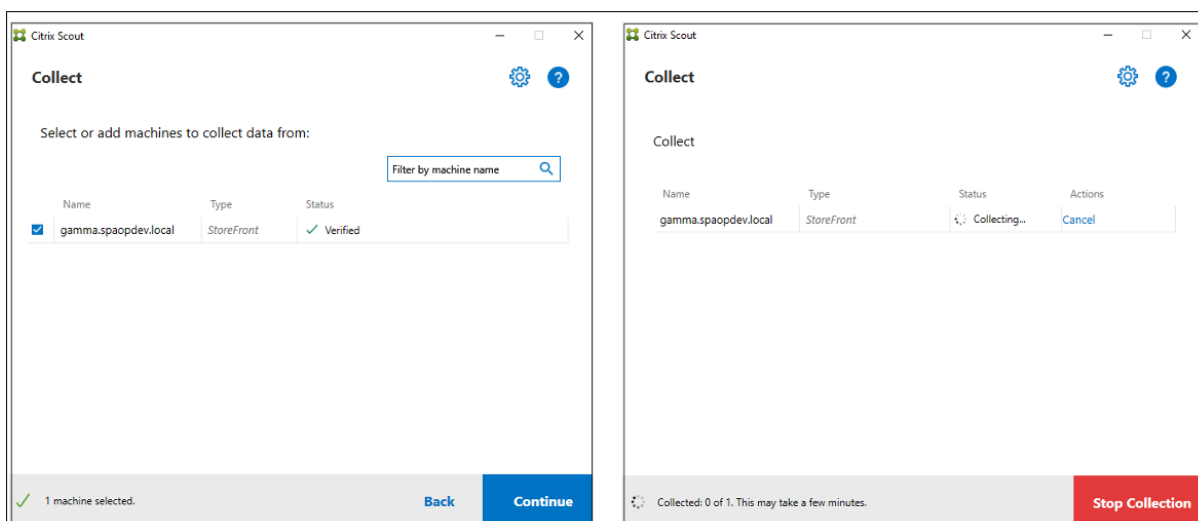 Citrix Scout
Collect
?
Select or add machines to collect data from:
Filter by machine name
Name Type Status
gamma.spaopdev.local StoreFront Verified
1 machine selected. Back Continue
Citrix Scout
Collect
?
Collect
Name Type Status Actions
gamma.spaopdev.local StoreFront Collecting... Cancel
Collected: 0 of 1. This may take a few minutes. Stop Collection